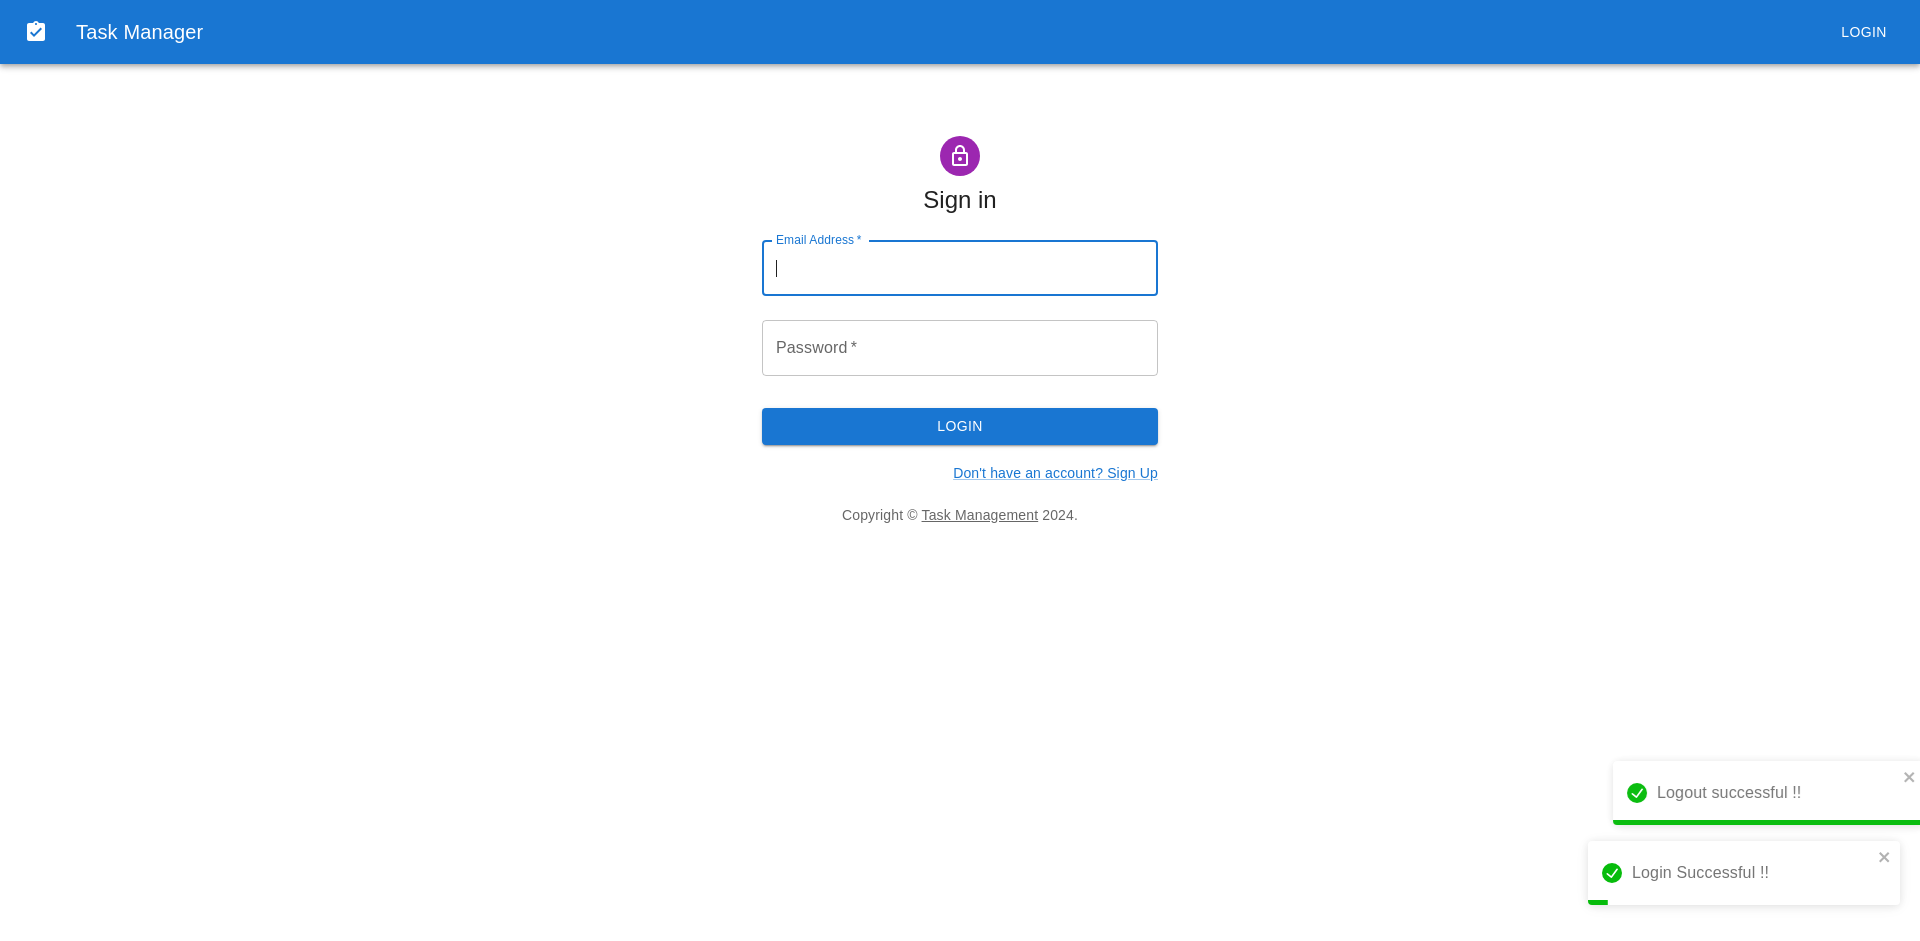 Task Manager
LOGIN
Sign in
Email Address *
Password *
LOGIN
Don't have an account? Sign Up
Copyright © Task Management 2024.
Logout successful !!
Login Successful !!